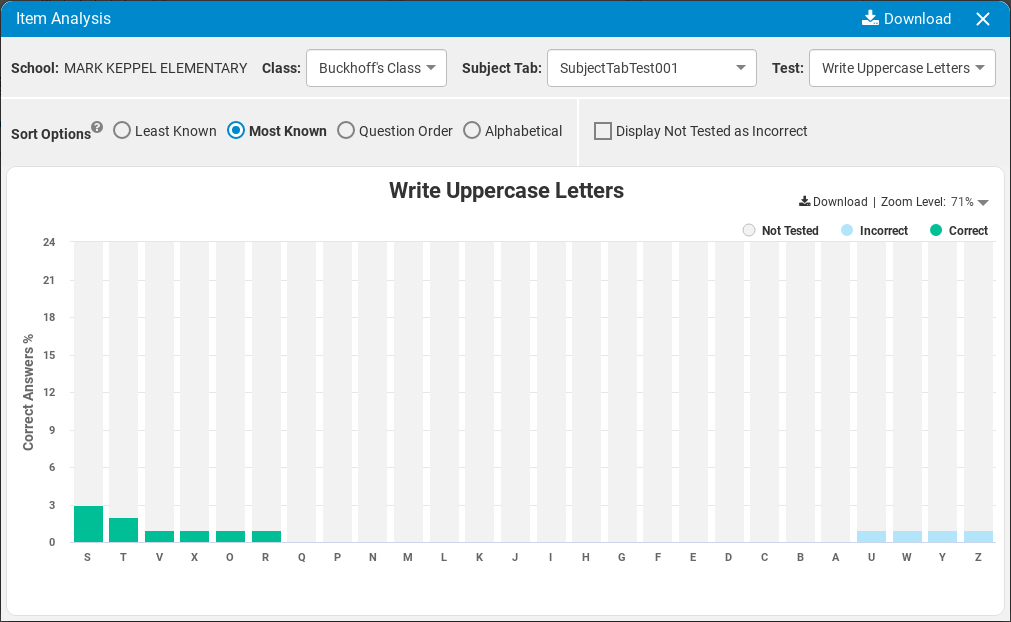 Item Analysis Download
School: MARK KEPPEL ELEMENTARY Class: Buckhoff's Class Subject Tab: SubjectTabTest001 Test: Write Uppercase Letters
Sort Options? Least Known Most Known Question Order Alphabetical Display Not Tested as Incorrect
Write Uppercase Letters
Download | Zoom Level: 71%
Not Tested Incorrect Correct
Correct Answers %
24
21
18
15
12
9
6
3
0
S T V X O R Q P N M L K J I H G F E D C B A U W Y Z